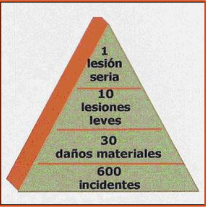 1
lesión
seria
10
lesiones
leves
30
daños materiales
600
incidentes